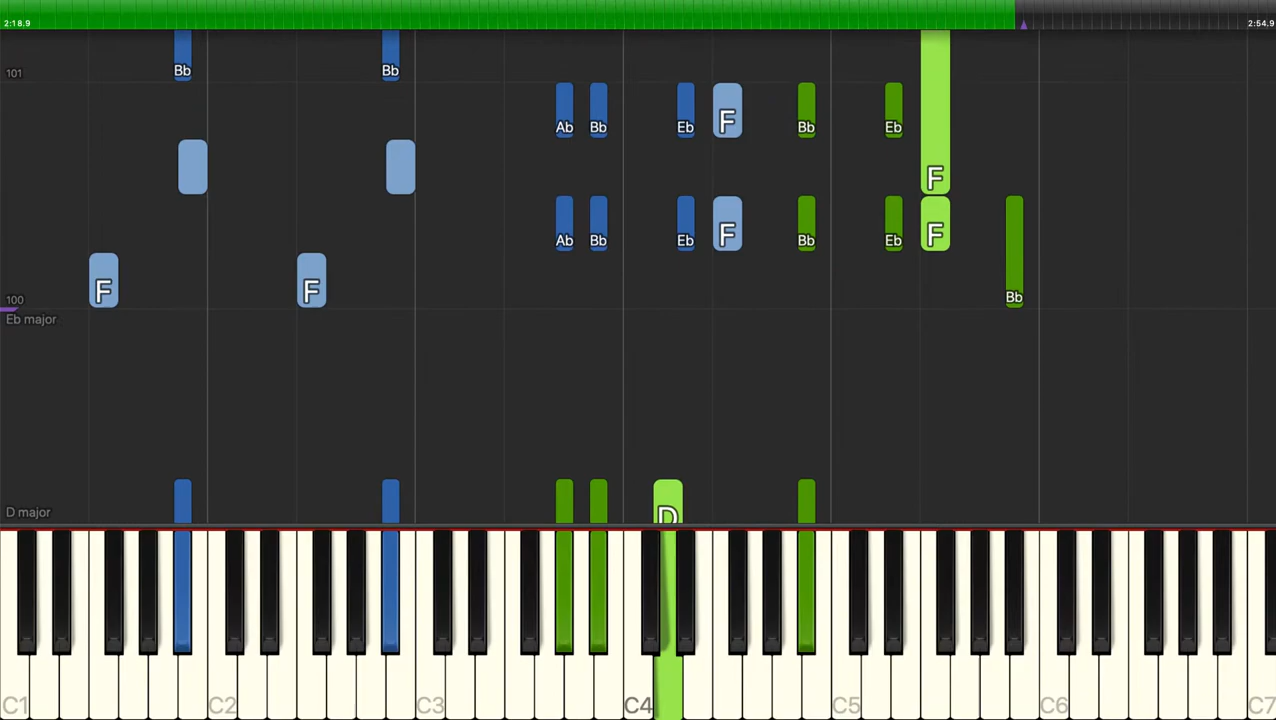 2:18.9 2:54.9
101
Bb Bb
Ab Bb Eb F Bb Eb
F
Ab Bb Eb F Bb Eb F
F F Bb
100
Eb major
D major
D
C1 C2 C3 C4 C5 C6 C7